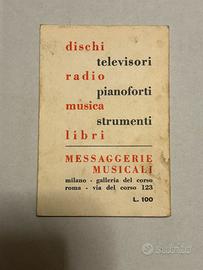 dischi
televisori
radio
pianoforti
musica
strumenti
libri
MESSAGGERIE
MUSICALI
milano - galleria del corso
roma - via del corso 123
L. 100
subito